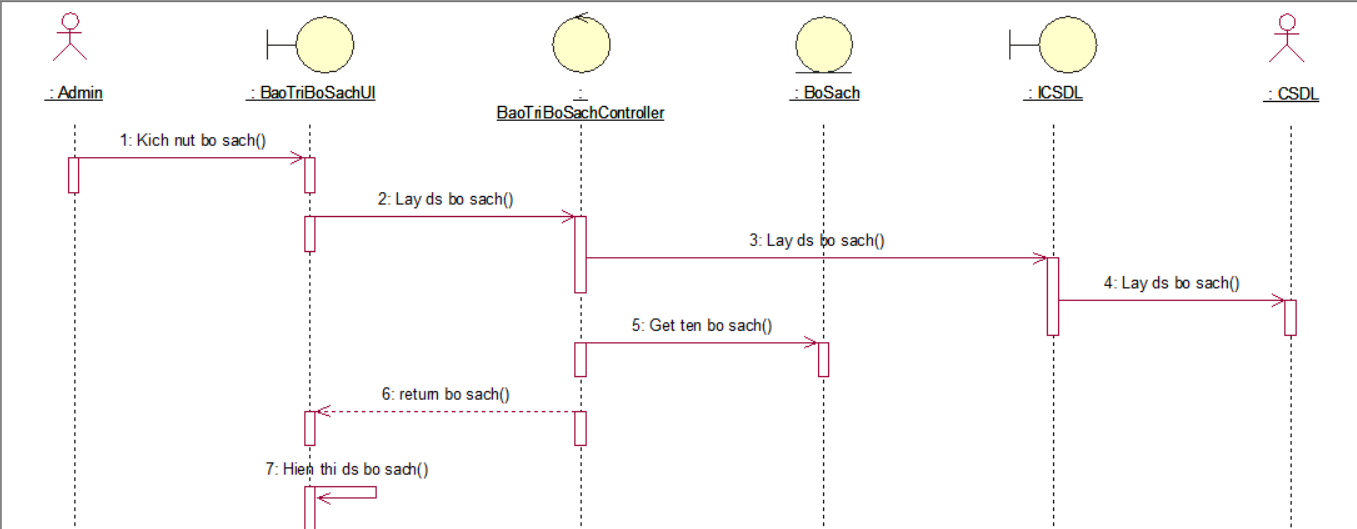 : Admin
: BaoTriBoSachUI
:
BaoTriBoSachController
: BoSach
: ICSDL
: CSDL
1: Kich nut bo sach()
2: Lay ds bo sach()
3: Lay ds bo sach()
4: Lay ds bo sach()
5: Get ten bo sach()
6: return bo sach()
7: Hien thi ds bo sach()